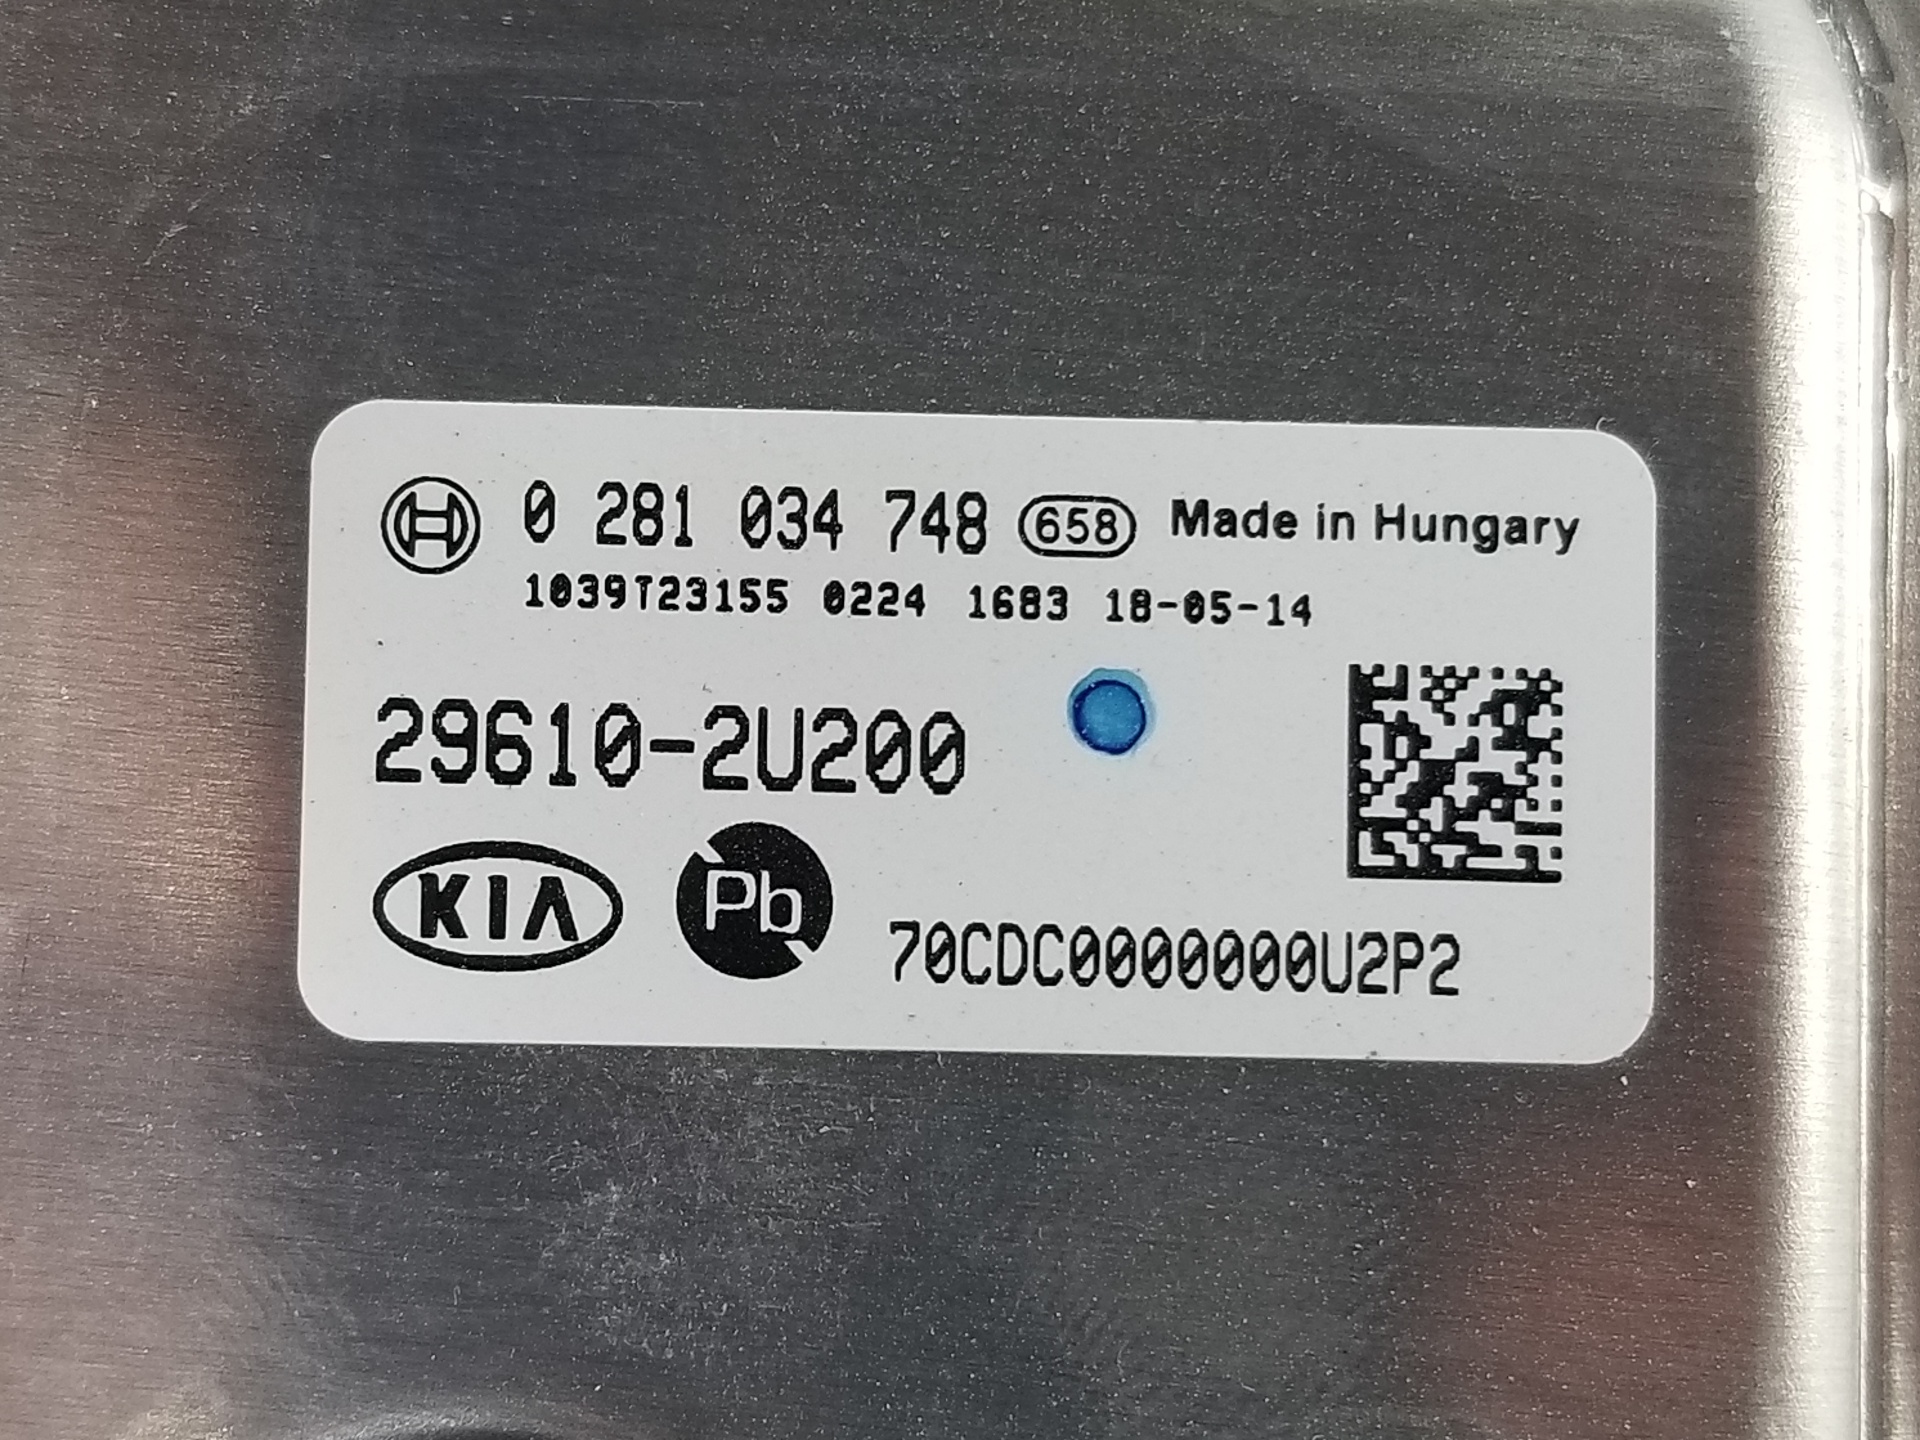 0 281 034 748 658 Made in Hungary
1039T23155 0224 1683 18-05-14
29610-2U200
KIA Pb 70CDC0000000U2P2